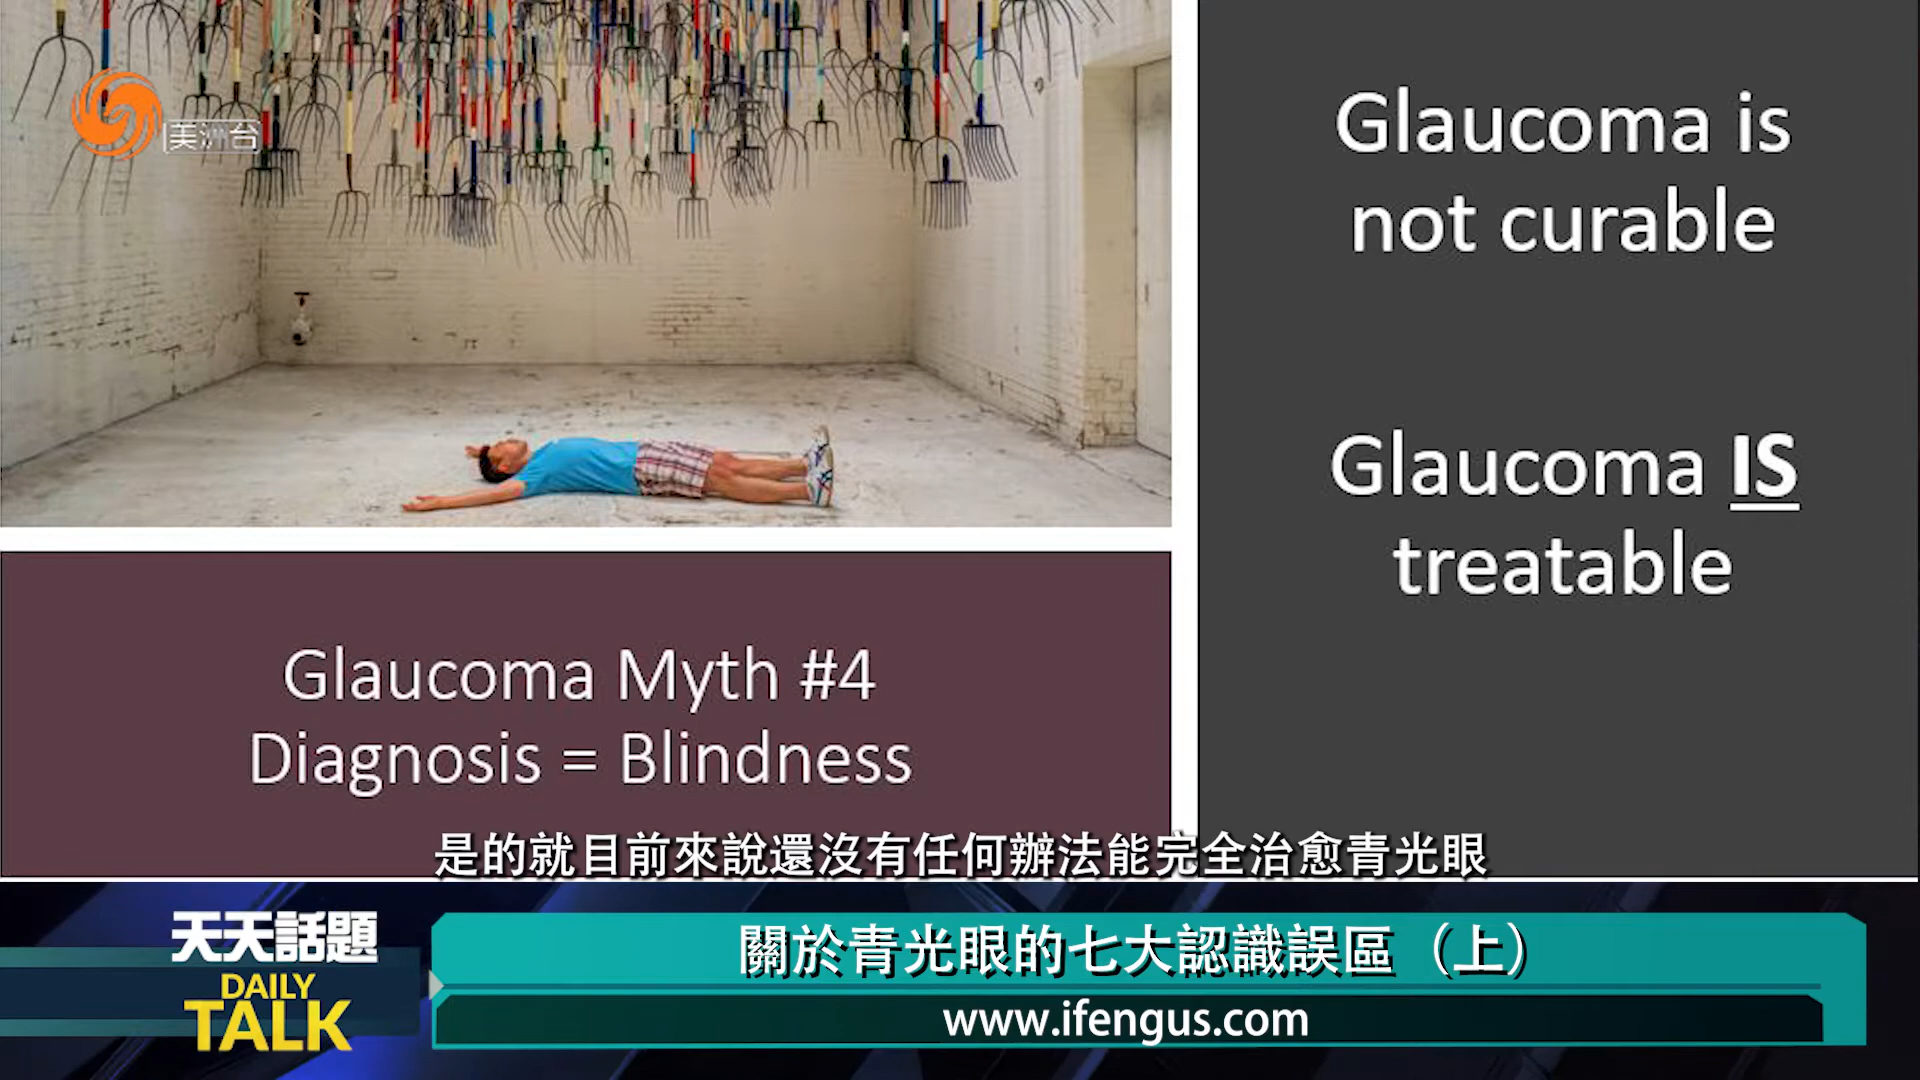 美洲台
Glaucoma is
not curable
Glaucoma IS
treatable
Glaucoma Myth #4
Diagnosis = Blindness
是的就目前來說還沒有任何辦法能完全治愈青光眼
天天話題
DAILY
TALK
關於青光眼的七大認識誤區（上）
www.ifengus.com